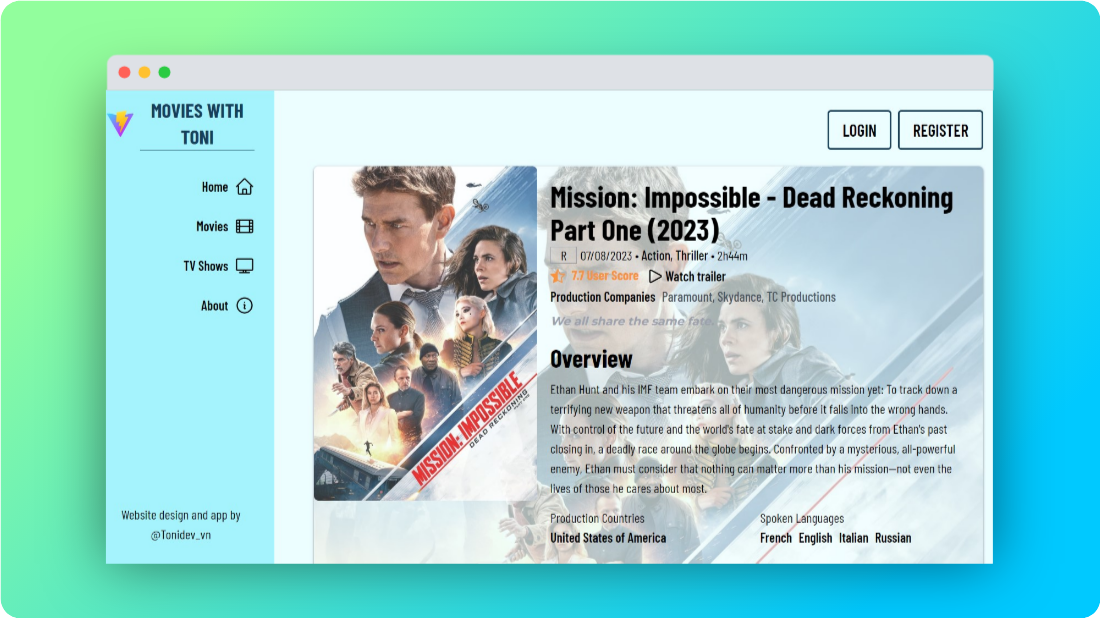 MOVIES WITH
TONI
Home
Movies
TV Shows
About
Website design and app by
@Tonidev_vn
LOGIN
REGISTER
MISSION: IMPOSSIBLE
DEAD RECKONING
Mission: Impossible - Dead Reckoning
Part One (2023)
R 07/08/2023 • Action, Thriller • 2h44m
7.7 User Score Watch trailer
Production Companies Paramount, Skydance, TC Productions
We all share the same fate.
Overview
Ethan Hunt and his IMF team embark on their most dangerous mission yet: To track down a
terrifying new weapon that threatens all of humanity before it falls into the wrong hands.
With control of the future and the world's fate at stake and dark forces from Ethan's past
closing in, a deadly race around the globe begins. Confronted by a mysterious, all-powerful
enemy, Ethan must consider that nothing can matter more than his mission—not even the
lives of those he cares about most.
Production Countries
United States of America
Spoken Languages
French English Italian Russian